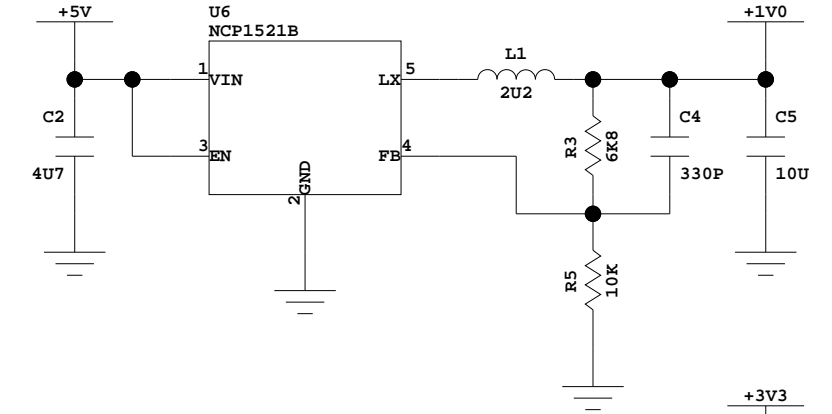 +5V
U6
NCP1521B
+1V0
1
VIN
LX
5
L1
2U2
C2
4U7
3
EN
FB
4
2
GND
R3
6K8
C4
330P
C5
10U
R5
10K
+3V3